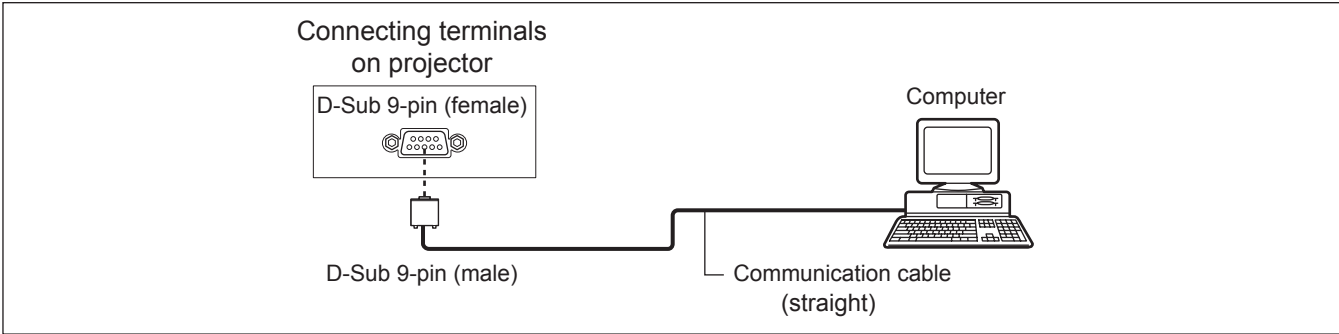 Connecting terminals
on projector
D-Sub 9-pin (female)
Computer
D-Sub 9-pin (male)
Communication cable
(straight)